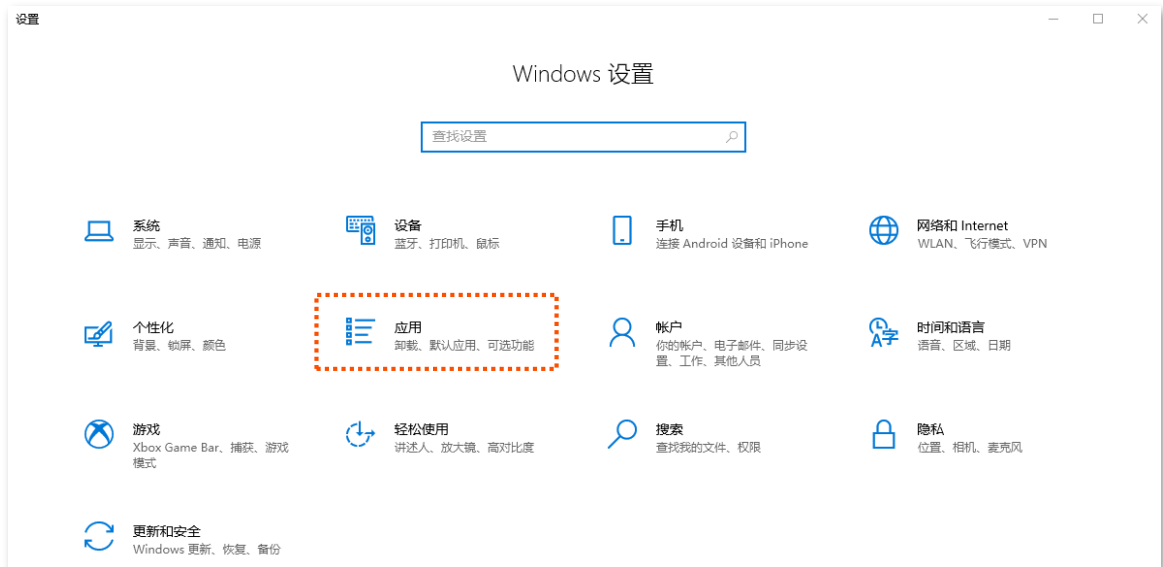 设置
Windows 设置
查找设置
系统
显示、声音、通知、电源
设备
蓝牙、打印机、鼠标
手机
连接 Android 设备和 iPhone
网络和 Internet
WLAN、飞行模式、VPN
个性化
背景、锁屏、颜色
应用
卸载、默认应用、可选功能
帐户
你的帐户、电子邮件、同步设
置、工作、其他人员
时间和语言
语音、区域、日期
游戏
Xbox Game Bar、捕获、游戏
模式
轻松使用
讲述人、放大镜、高对比度
搜索
查找我的文件、权限
隐私
位置、相机、麦克风
更新和安全
Windows 更新、恢复、备份